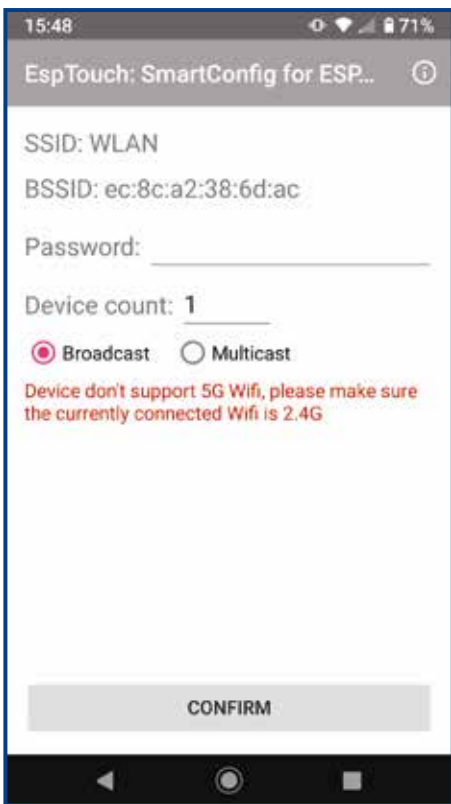 15:48 71%
EspTouch: SmartConfig for ESP...
SSID: WLAN
BSSID: ec:8c:a2:38:6d:ac
Password:
Device count: 1
Broadcast Multicast
Device don't support 5G Wifi, please make sure
the currently connected Wifi is 2.4G
CONFIRM